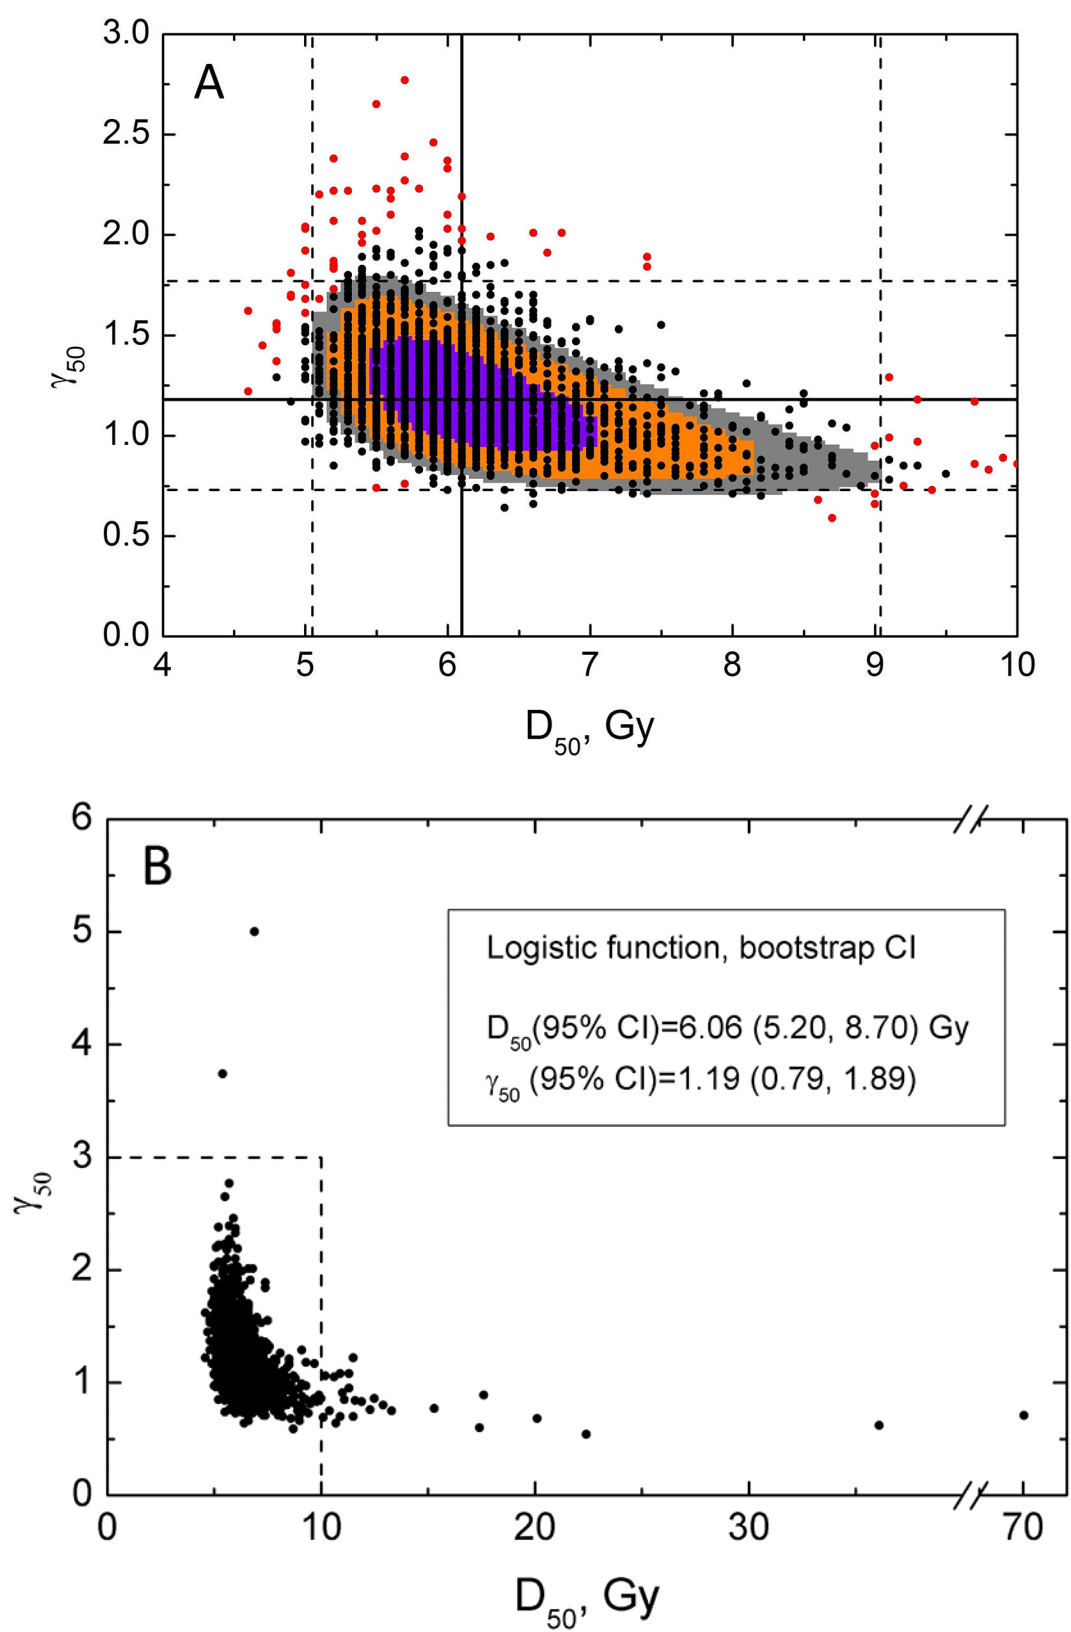 A
3.0
2.5
2.0
1.5
1.0
0.5
0.0
γ50
4 5 6 7 8 9 10
D50, Gy
B
6
5
4
3
2
1
0
γ50
Logistic function, bootstrap CI
D50(95% CI)=6.06 (5.20, 8.70) Gy
γ50 (95% CI)=1.19 (0.79, 1.89)
0 10 20 30 70
D50, Gy